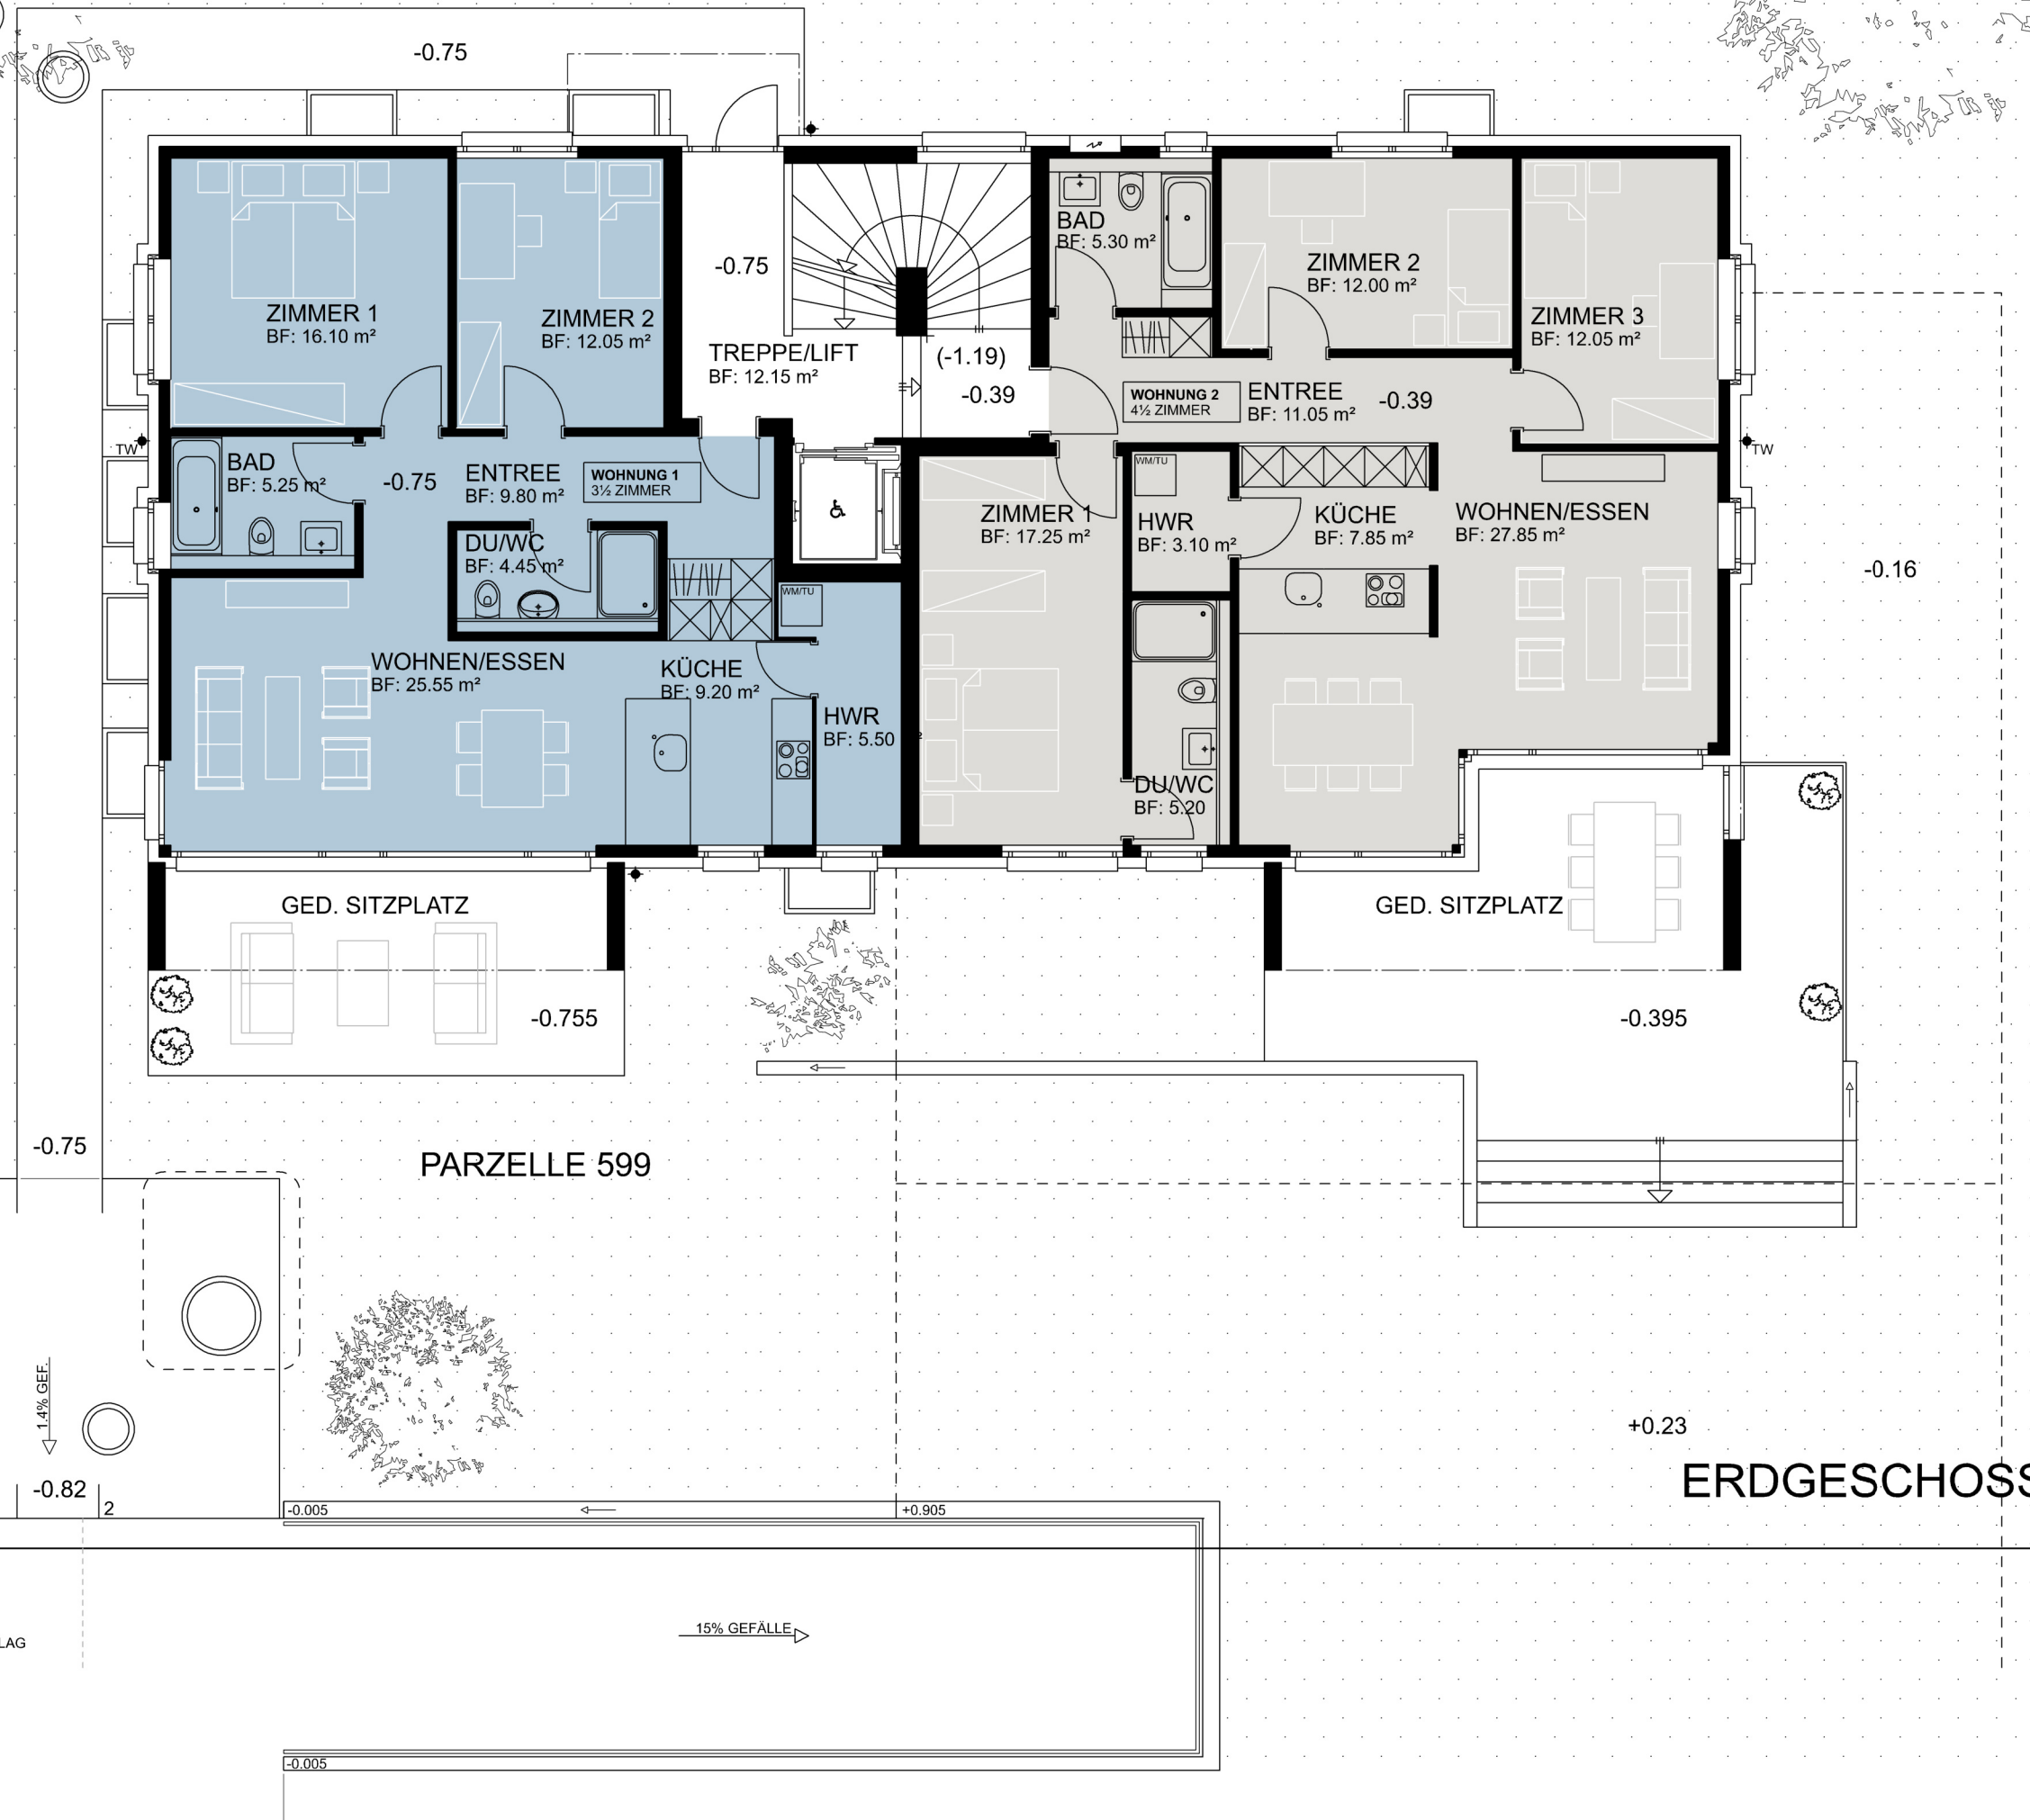 -0.75
BAD
BF: 5.30 m²
ZIMMER 2
BF: 12.00 m²
-0.75
ZIMMER 1
BF: 16.10 m²
ZIMMER 2
BF: 12.05 m²
ZIMMER 3
BF: 12.05 m²
TREPPE/LIFT
BF: 12.15 m²
(-1.19)
-0.39
WOHNUNG 2
4½ ZIMMER
ENTREE
BF: 11.05 m²
-0.39
TW
TW
BAD
BF: 5.25 m²
-0.75
ENTREE
BF: 9.80 m²
WOHNUNG 1
3½ ZIMMER
WM/TU
ZIMMER 1
BF: 17.25 m²
HWR
BF: 3.10 m²
KÜCHE
BF: 7.85 m²
WOHNEN/ESSEN
BF: 27.85 m²
DU/WC
BF: 4.45 m²
-0.16
WM/TU
WOHNEN/ESSEN
BF: 25.55 m²
KÜCHE
BF: 9.20 m²
HWR
BF: 5.50
DU/WC
BF: 5.20
GED. SITZPLATZ
GED. SITZPLATZ
-0.755
-0.395
-0.75
PARZELLE 599
1.4% GEF.
+0.23
ERDGESCHOSS
-0.82
2
-0.005
+0.905
15% GEFÄLLE
LAG
-0.005